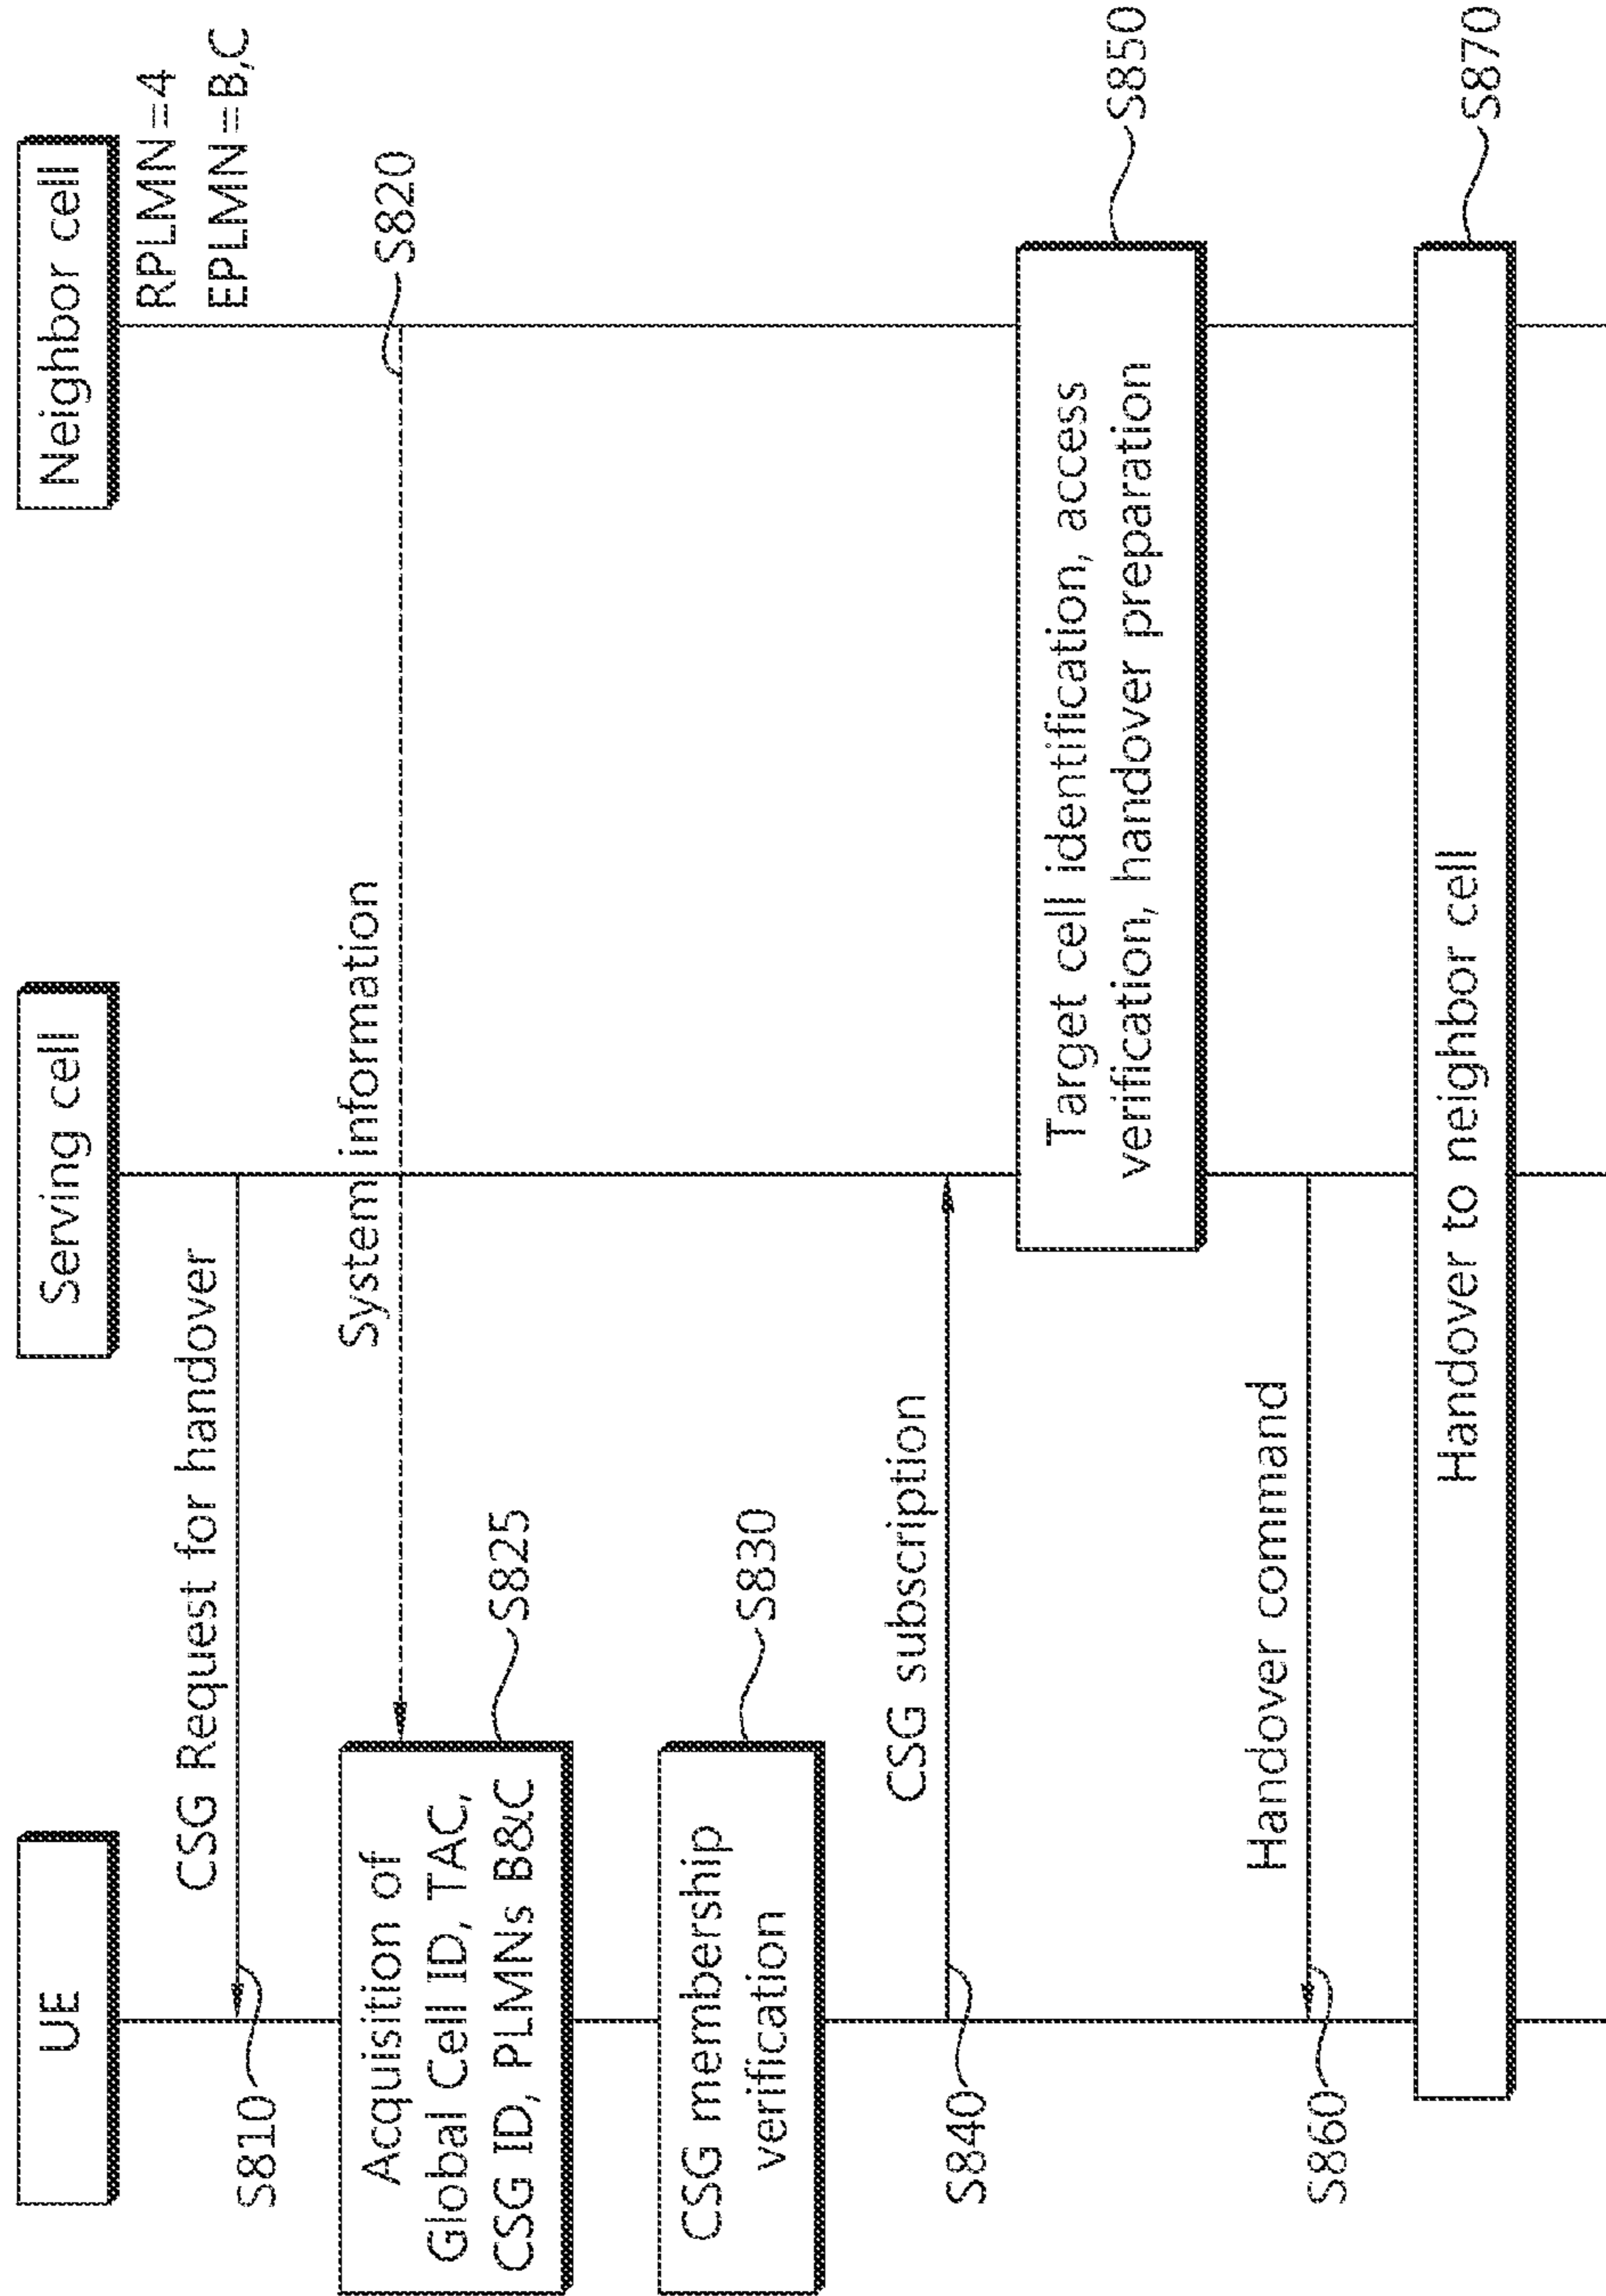 UE
Serving cell
Neighbor cell
RPLMN=4
EPLMN=B,C
CSG Request for handover
S810
System information
S820
Acquisition of
Global Cell ID, TAC,
CSG ID, PLMNs B&C
S825
CSG membership
verification
S830
CSG subscription
S840
Target cell identification, access
verification, handover preparation
S850
Handover command
S860
Handover to neighbor cell
S870